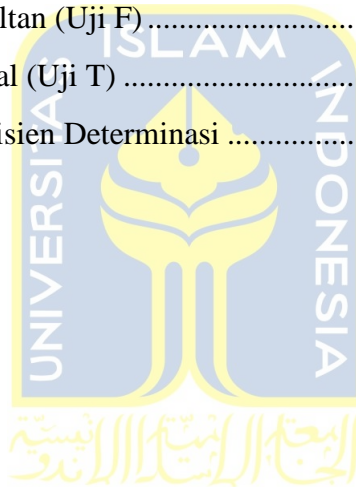 ltan (Uji F)..........................
al (Uji T) ............................
isien Determinasi ................
ISLAM
UNIVERSITAS
INDONESIA